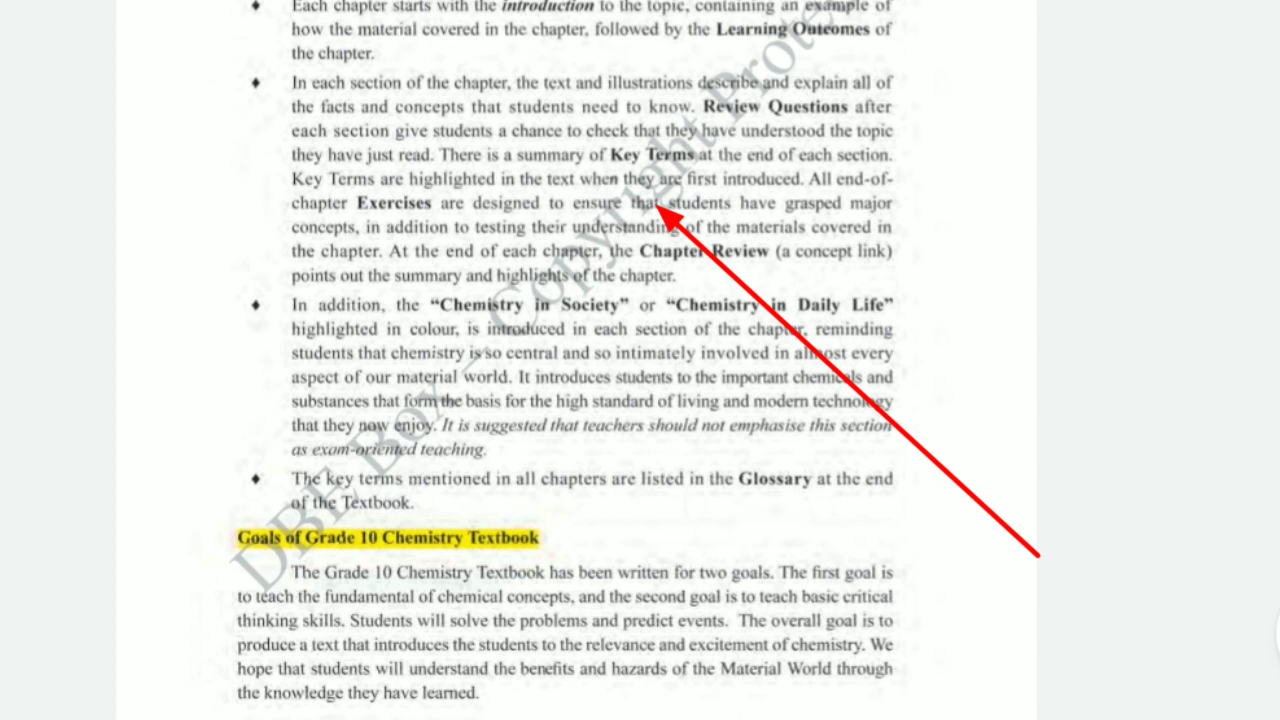 ♦ Each chapter starts with the introduction to the topic, containing an example of
how the material covered in the chapter, followed by the Learning Outcomes of
the chapter.
♦ In each section of the chapter, the text and illustrations describe and explain all of
the facts and concepts that students need to know. Review Questions after
each section give students a chance to check that they have understood the topic
they have just read. There is a summary of Key Terms at the end of each section.
Key Terms are highlighted in the text when they are first introduced. All end-of-
chapter Exercises are designed to ensure that students have grasped major
concepts, in addition to testing their understanding of the materials covered in
the chapter. At the end of each chapter, the Chapter Review (a concept link)
points out the summary and highlights of the chapter.
♦ In addition, the “Chemistry in Society” or “Chemistry in Daily Life”
highlighted in colour, is introduced in each section of the chapter, reminding
students that chemistry is so central and so intimately involved in almost every
aspect of our material world. It introduces students to the important chemicals and
substances that form the basis for the high standard of living and modern technology
that they now enjoy. It is suggested that teachers should not emphasise this section
as exam-oriented teaching.
♦ The key terms mentioned in all chapters are listed in the Glossary at the end
of the Textbook.
Goals of Grade 10 Chemistry Textbook
The Grade 10 Chemistry Textbook has been written for two goals. The first goal is
to teach the fundamental of chemical concepts, and the second goal is to teach basic critical
thinking skills. Students will solve the problems and predict events. The overall goal is to
produce a text that introduces the students to the relevance and excitement of chemistry. We
hope that students will understand the benefits and hazards of the Material World through
the knowledge they have learned.
DBE Box – Copyright Prote